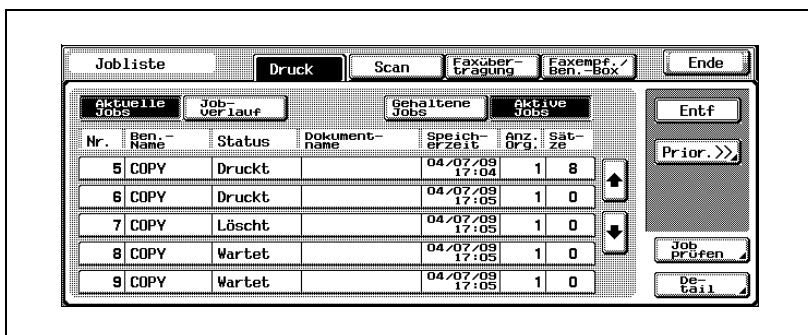 Jobliste Druck Scan Faxüber-
tragung Faxempf./
Ben.-Box Ende
Aktuelle
Jobs Job-
verlauf Gehaltene
Jobs Aktive
Jobs Entf
Nr. Ben.-
Name Status Dokument-
name Speich-
erzeit Anz.
Org. Sät-
ze Prior.>>
5 COPY Druckt 04/07/09
17:04 1 8
6 COPY Druckt 04/07/09
17:05 1 0
7 COPY Löscht 04/07/09
17:05 1 0
8 COPY Wartet 04/07/09
17:05 1 0
Job
prüfen
9 COPY Wartet 04/07/09
17:05 1 0
De-
tail